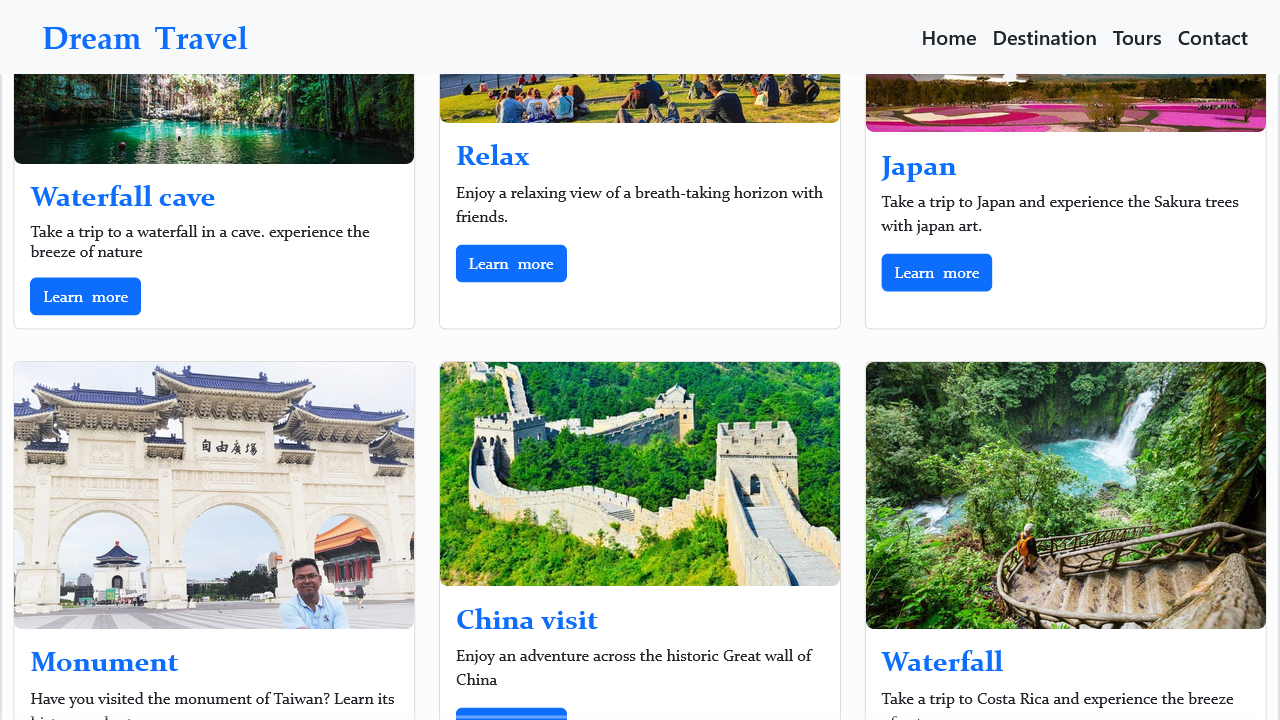 Dream Travel
Home Destination Tours Contact
Waterfall cave
Take a trip to a waterfall in a cave. experience the
breeze of nature
Learn more
Relax
Enjoy a relaxing view of a breath-taking horizon with
friends.
Learn more
Japan
Take a trip to Japan and experience the Sakura trees
with japan art.
Learn more
自由廣場
Monument
Have you visited the monument of Taiwan? Learn its
China visit
Enjoy an adventure across the historic Great wall of
China
Waterfall
Take a trip to Costa Rica and experience the breeze